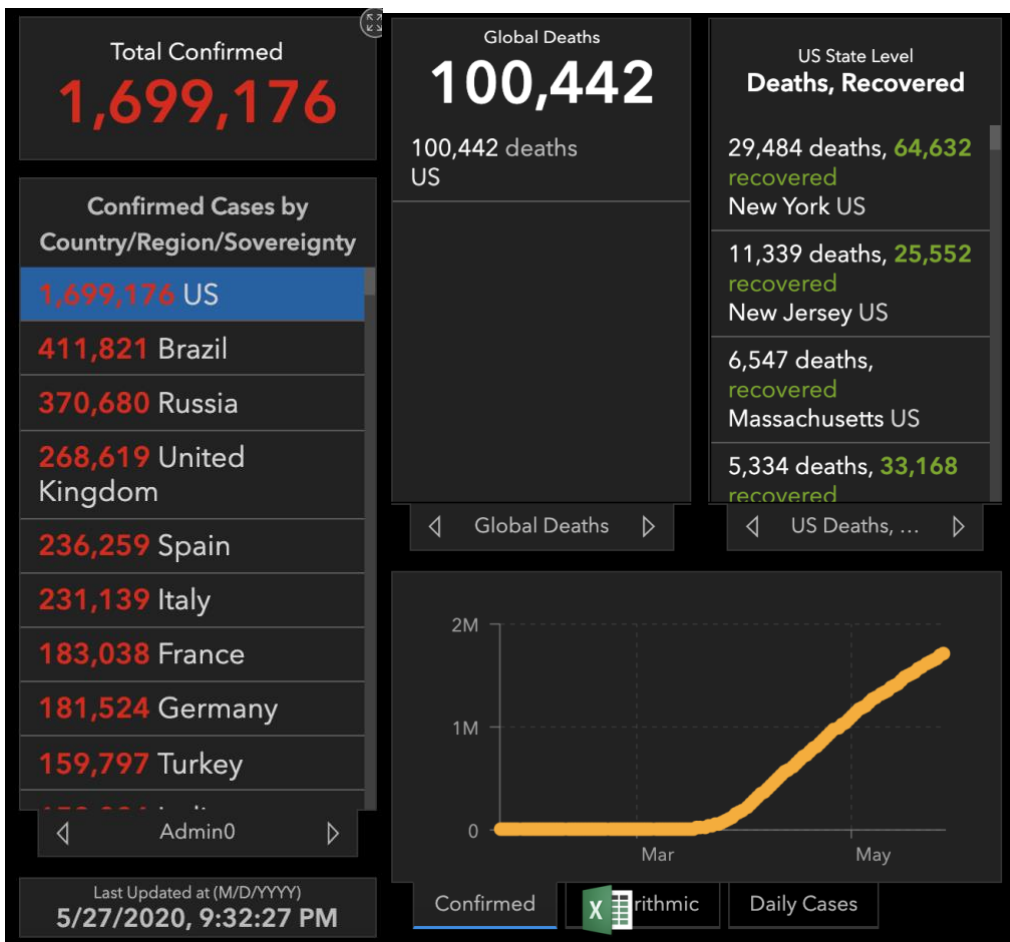 Total Confirmed
1,699,176
Confirmed Cases by
Country/Region/Sovereignty
1,699,176 US
411,821 Brazil
370,680 Russia
268,619 United
Kingdom
236,259 Spain
231,139 Italy
183,038 France
181,524 Germany
159,797 Turkey
Admin0
Last Updated at (M/D/YYYY)
5/27/2020, 9:32:27 PM
Global Deaths
100,442
100,442 deaths
US
Global Deaths
US State Level
Deaths, Recovered
29,484 deaths, 64,632
recovered
New York US
11,339 deaths, 25,552
recovered
New Jersey US
6,547 deaths,
recovered
Massachusetts US
5,334 deaths, 33,168
recovered
US Deaths, ...
2M
1M
0
Mar
May
Confirmed
X
rithmic
Daily Cases